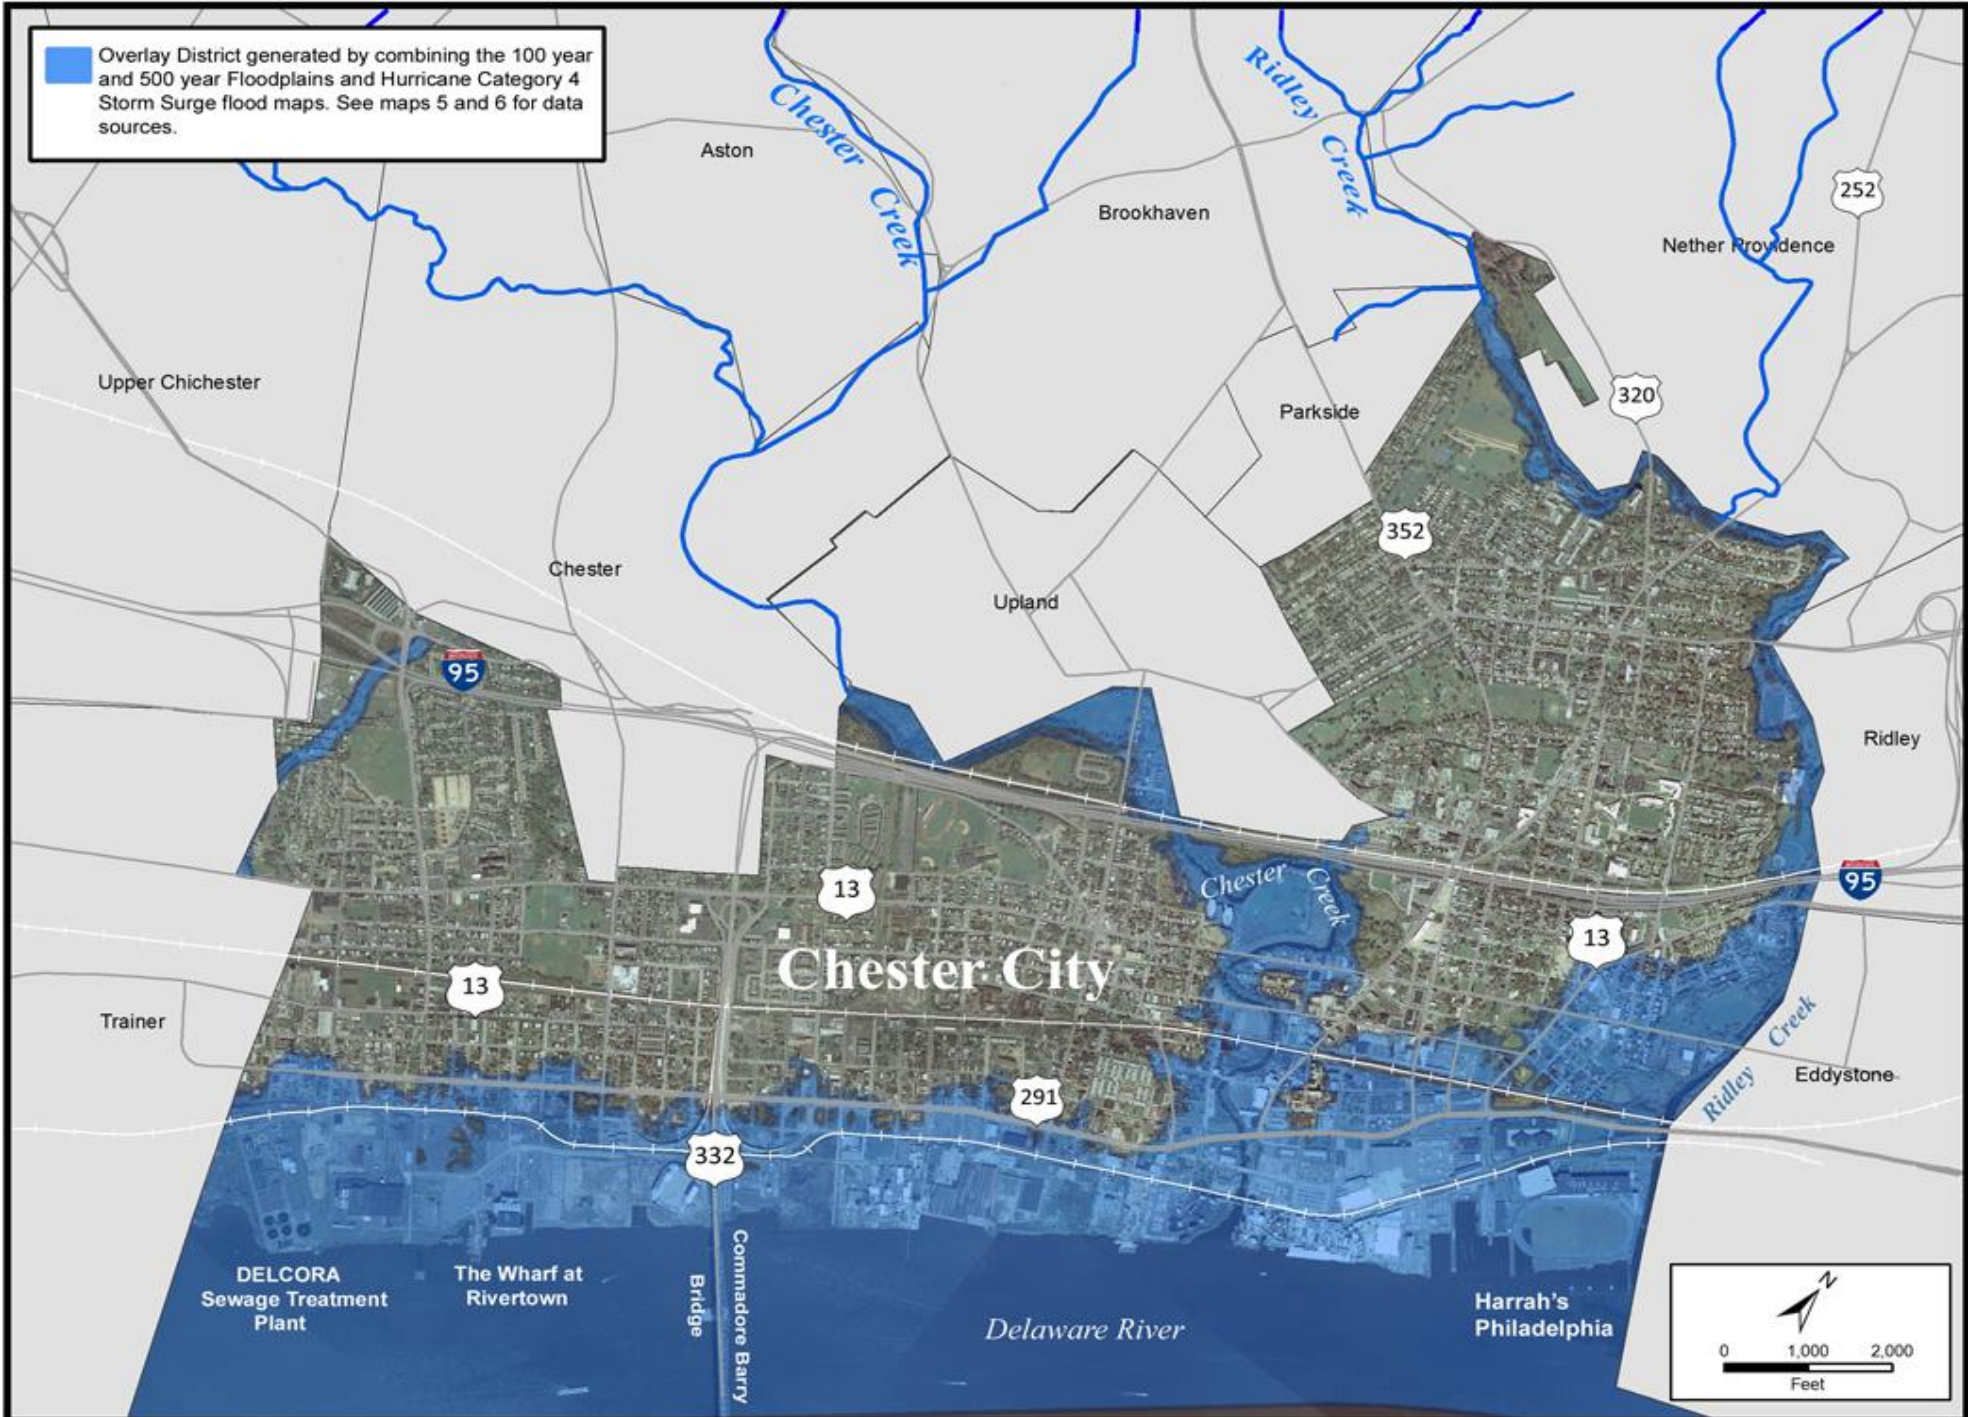 Overlay District generated by combining the 100 year
and 500 year Floodplains and Hurricane Category 4
Storm Surge flood maps. See maps 5 and 6 for data
sources.
Chester Creek
Ridley Creek
Aston
Brookhaven
252
Nether Providence
Upper Chichester
Parkside
320
352
Chester
Upland
95
Ridley
13
Chester Creek
95
13
Chester City
13
Trainer
Ridley Creek
Eddystone
291
332
Commadore Barry
Bridge
DELCORA
Sewage Treatment
Plant
The Wharf at
Rivertown
Delaware River
Harrah's
Philadelphia
N
0 1,000 2,000
Feet